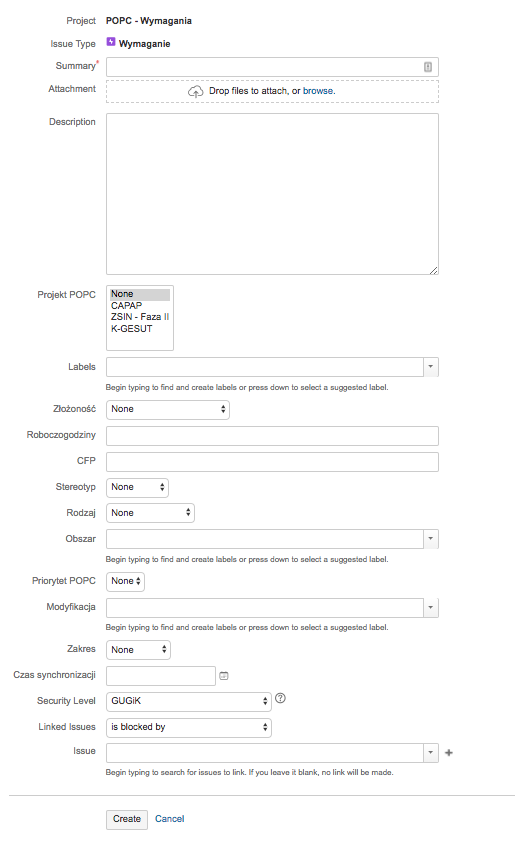 Project POPC - Wymagania
Issue Type Wymaganie
Summary*
Attachment Drop files to attach, or browse.
Description
Projekt POPC None
CAPAP
ZSIN - Faza II
K-GESUT
Labels
Begin typing to find and create labels or press down to select a suggested label.
Złożoność None
Roboczogodziny
CFP
Stereotyp None
Rodzaj None
Obszar
Begin typing to find and create labels or press down to select a suggested label.
Priorytet POPC None
Modyfikacja
Begin typing to find and create labels or press down to select a suggested label.
Zakres None
Czas synchronizacji
Security Level GUGiK ?
Linked Issues is blocked by
Issue
Begin typing to search for issues to link. If you leave it blank, no link will be made.
Create Cancel